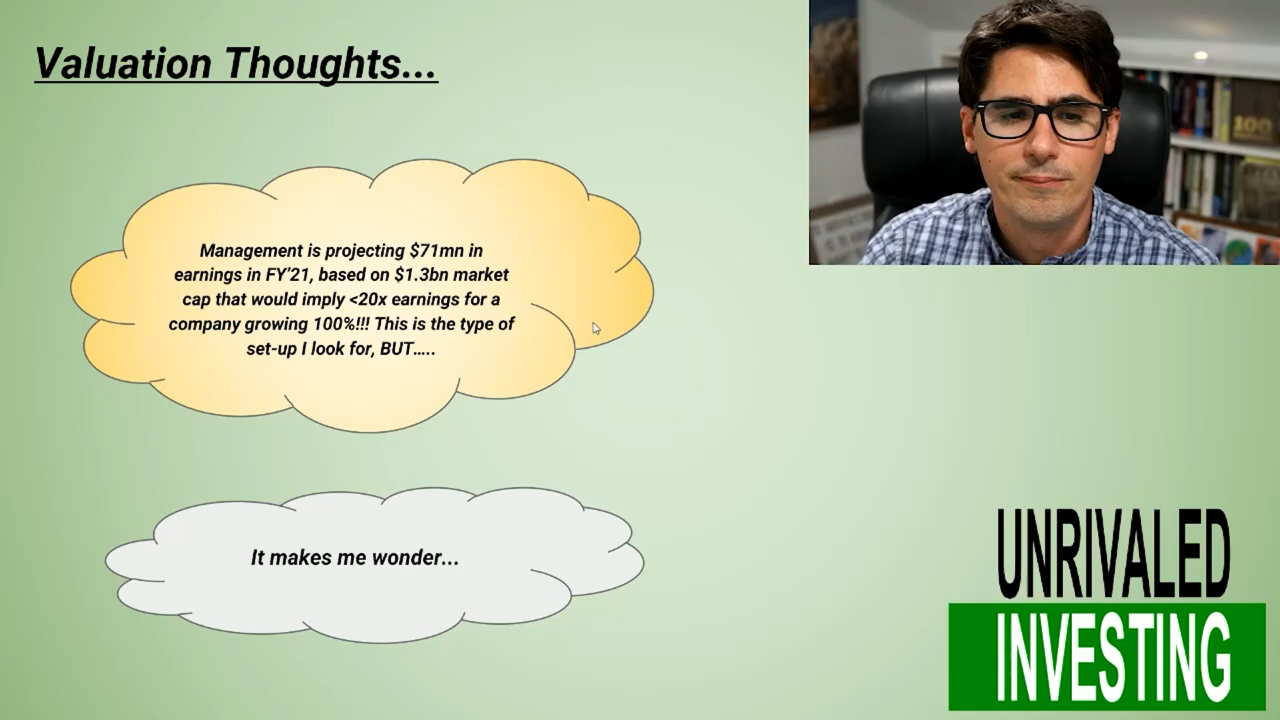 Valuation Thoughts...
Management is projecting $71mn in
earnings in FY'21, based on $1.3bn market
cap that would imply <20x earnings for a
company growing 100%!!! This is the type of
set-up I look for, BUT…..
It makes me wonder...
100
UNRIVALED
INVESTING